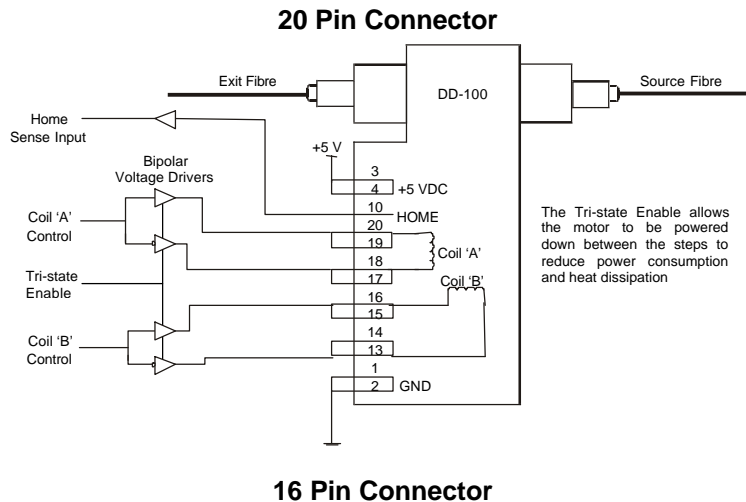 20 Pin Connector
Exit Fibre
DD-100
Source Fibre
Home
Sense Input
+5 V
Bipolar
Voltage Drivers
3
4
+5 VDC
10
HOME
Coil ‘A’
Control
20
19
Coil ‘A’
18
17
Tri-state
Enable
Coil ‘B’
16
15
Coil ‘B’
Control
14
13
1
2
GND
The Tri-state Enable allows
the motor to be powered
down between the steps to
reduce power consumption
and heat dissipation
16 Pin Connector